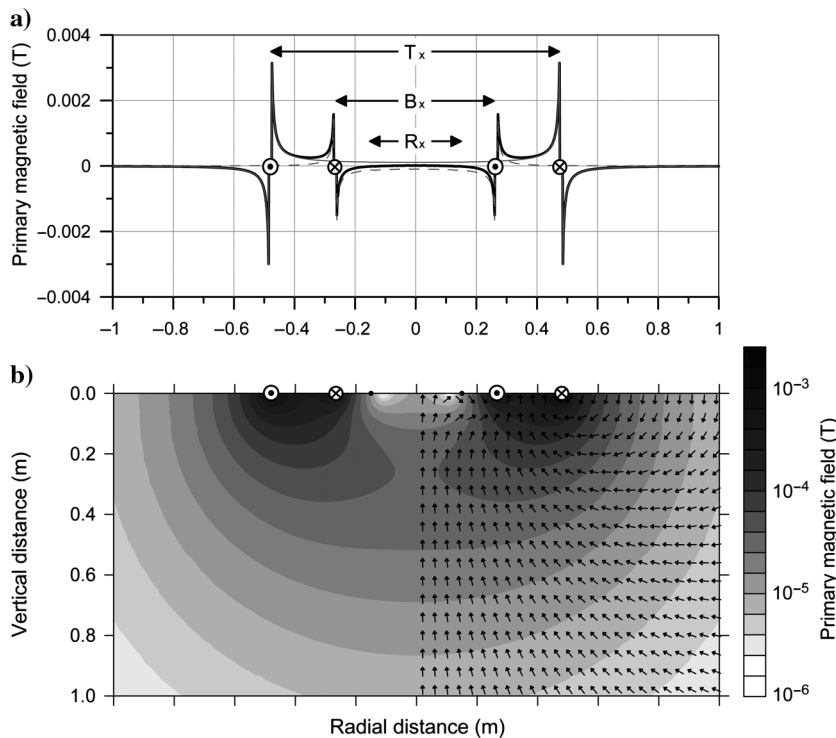 a)
Primary magnetic field (T)
0.004
0.002
0
−0.002
−0.004
Tx
Bx
Rx
−1 −0.8 −0.6 −0.4 −0.2 0 0.2 0.4 0.6 0.8 1
b)
Vertical distance (m)
0.0
0.2
0.4
0.6
0.8
1.0
Radial distance (m)
10−3
10−4
10−5
10−6
Primary magnetic field (T)